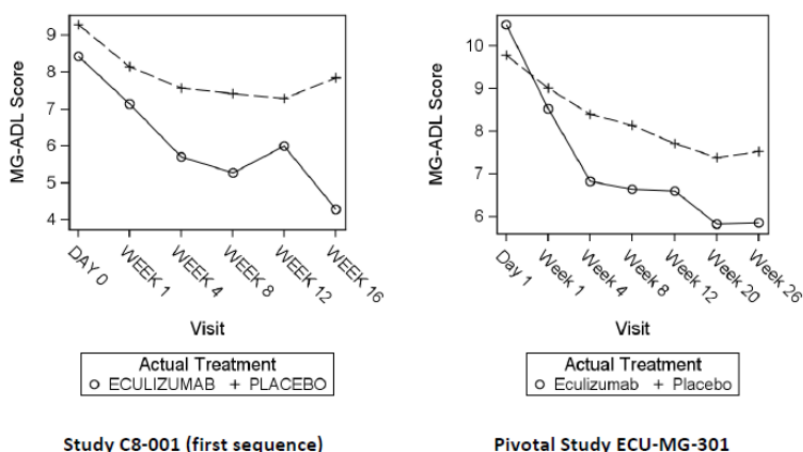 9
8
7
6
5
4
MG-ADL Score
DAY 0
WEEK 1
WEEK 4
WEEK 8
WEEK 12
WEEK 16
Visit
Actual Treatment
ECULIZUMAB + PLACEBO
Study C8-001 (first sequence)
10
9
8
7
6
MG-ADL Score
Day 1
Week 1
Week 4
Week 8
Week 12
Week 20
Week 26
Visit
Actual Treatment
Eculizumab + Placebo
Pivotal Study ECU-MG-301